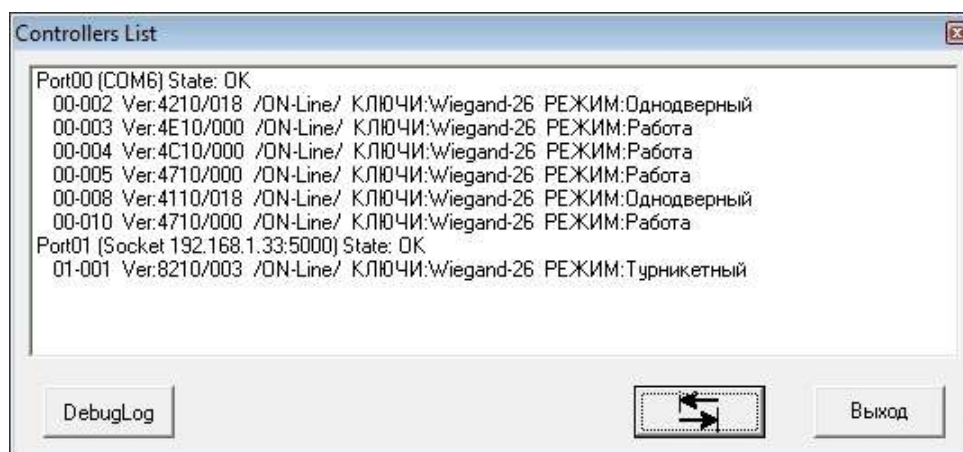 Controllers List
Port00 (COM6) State: OK
00-002 Ver:4210/018 /ON-Line/ КЛЮЧИ:Wiegand-26 РЕЖИМ:Однодверный
00-003 Ver:4E10/000 /ON-Line/ КЛЮЧИ:Wiegand-26 РЕЖИМ:Работа
00-004 Ver:4C10/000 /ON-Line/ КЛЮЧИ:Wiegand-26 РЕЖИМ:Работа
00-005 Ver:4710/000 /ON-Line/ КЛЮЧИ:Wiegand-26 РЕЖИМ:Работа
00-008 Ver:4110/018 /ON-Line/ КЛЮЧИ:Wiegand-26 РЕЖИМ:Однодверный
00-010 Ver:4710/000 /ON-Line/ КЛЮЧИ:Wiegand-26 РЕЖИМ:Работа
Port01 (Socket 192.168.1.33:5000) State: OK
01-001 Ver:8210/003 /ON-Line/ КЛЮЧИ:Wiegand-26 РЕЖИМ:Турникетный
DebugLog Выход